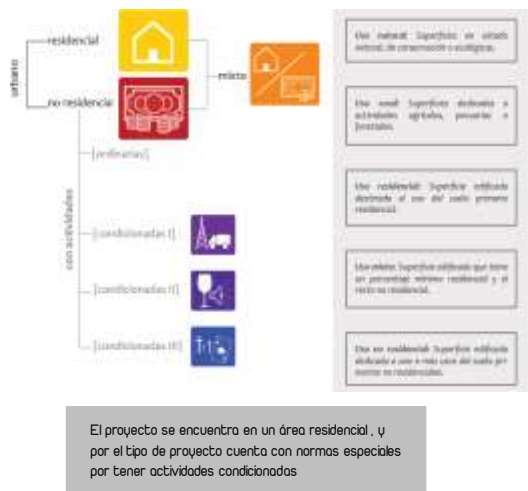 urbano
residencial
no residencial
mixto
con actividades
[ordinarias]
[condicionadas I]
[condicionadas II]
[condicionadas III]
Uso natural: Superficies en estado
natural, de conservación o ecológicas.
Uso rural: Superficies dedicadas a
actividades agrícolas, pecuarias o
forestales.
Uso residencial: Superficie edificada
destinada al uso del suelo primario
residencial.
Uso mixto: Superficie edificada que tiene
un porcentaje mínimo residencial y el
resto no residencial.
Uso no residencial: Superficie edificada
dedicada a uno o más usos del suelo pri-
marios no residenciales.
El proyecto se encuentra en un área residencial, y
por el tipo de proyecto cuenta con normas especiales
por tener actividades condicionadas